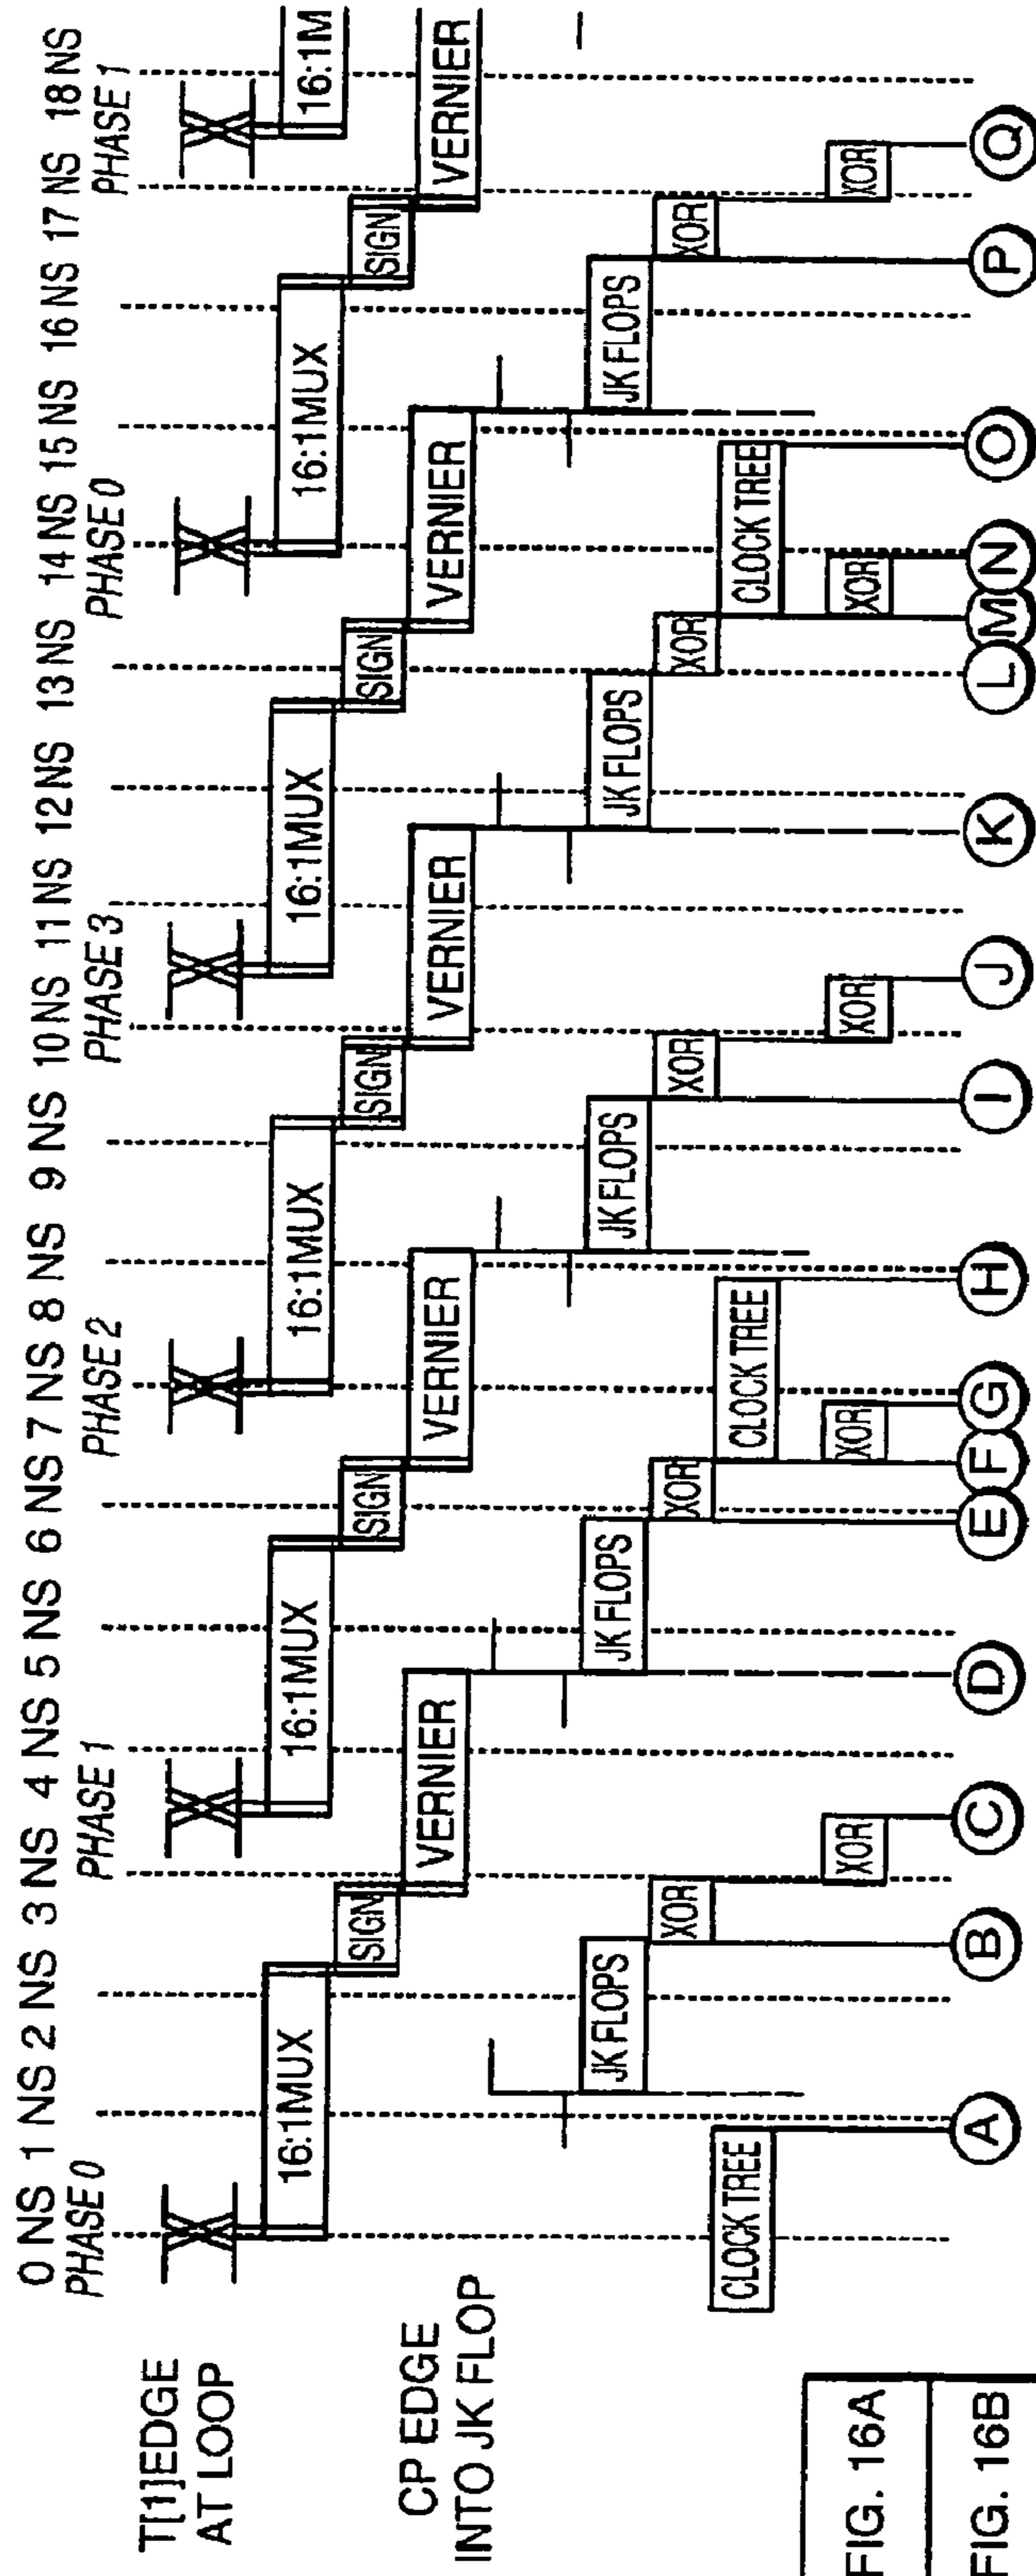 0 NS 1 NS 2 NS 3 NS 4 NS 5 NS 6 NS 7 NS 8 NS 9 NS 10 NS 11 NS 12 NS 13 NS 14 NS 15 NS 16 NS 17 NS 18 NS
PHASE 0 PHASE 1 PHASE 2 PHASE 3 PHASE 0 PHASE 1
T[1]EDGE
AT LOOP
16:1MUX 16:1MUX 16:1MUX 16:1MUX 16:1MUX 16:1M
SIGN SIGN SIGN SIGN SIGN
CP EDGE
INTO JK FLOP
VERNIER VERNIER VERNIER VERNIER VERNIER
JK FLOPS JK FLOPS JK FLOPS JK FLOPS JK FLOPS
XOR XOR XOR XOR XOR
CLOCK TREE CLOCK TREE CLOCK TREE
XOR XOR XOR XOR XOR
A B C D E F G H I J K L M N O P Q
FIG. 16A
FIG. 16B